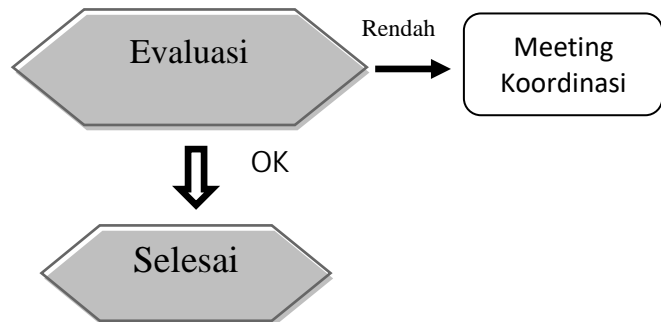 Evaluasi
Rendah
Meeting
Koordinasi
OK
Selesai